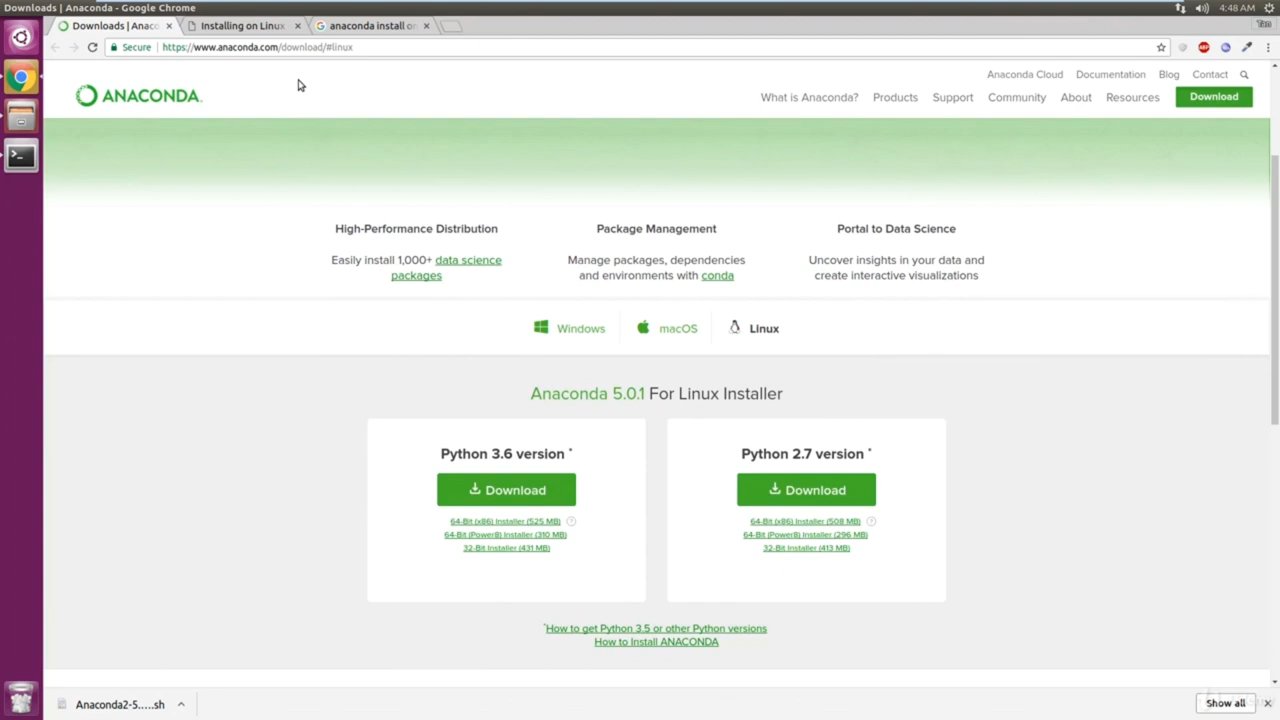 Downloads | Anaconda - Google Chrome
4:48 AM
Downloads | Anaco
Installing on Linux
anaconda install on
Secure
https://www.anaconda.com/download/#linux
ABP
Anaconda Cloud
Documentation
Blog
Contact
ANACONDA
What is Anaconda?
Products
Support
Community
About
Resources
Download
High-Performance Distribution
Easily install 1,000+ data science
packages
Package Management
Manage packages, dependencies
and environments with conda
Portal to Data Science
Uncover insights in your data and
create interactive visualizations
Windows
macOS
Linux
Anaconda 5.0.1 For Linux Installer
Python 3.6 version *
Download
64-Bit (x86) Installer (525 MB) ?
64-Bit (Power8) Installer (310 MB)
32-Bit Installer (431 MB)
Python 2.7 version *
Download
64-Bit (x86) Installer (508 MB) ?
64-Bit (Power8) Installer (296 MB)
32-Bit Installer (413 MB)
*How to get Python 3.5 or other Python versions
How to Install ANACONDA
Anaconda2-5.....sh
Show all